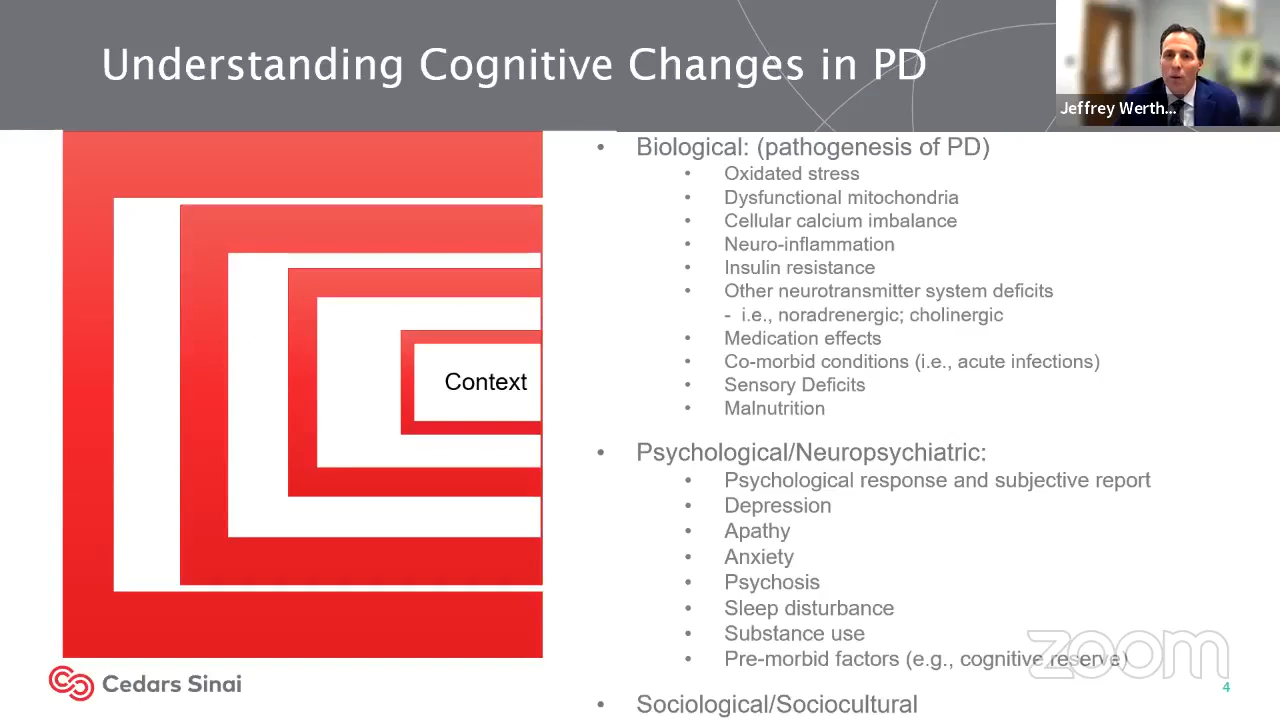 Understanding Cognitive Changes in PD
Jeffrey Werth...
Context
• Biological: (pathogenesis of PD)
• Oxidated stress
• Dysfunctional mitochondria
• Cellular calcium imbalance
• Neuro-inflammation
• Insulin resistance
• Other neurotransmitter system deficits
- i.e., noradrenergic; cholinergic
• Medication effects
• Co-morbid conditions (i.e., acute infections)
• Sensory Deficits
• Malnutrition
• Psychological/Neuropsychiatric:
• Psychological response and subjective report
• Depression
• Apathy
• Anxiety
• Psychosis
• Sleep disturbance
• Substance use
• Pre-morbid factors (e.g., cognitive reserve)
• Sociological/Sociocultural
zoom
4
Cedars Sinai